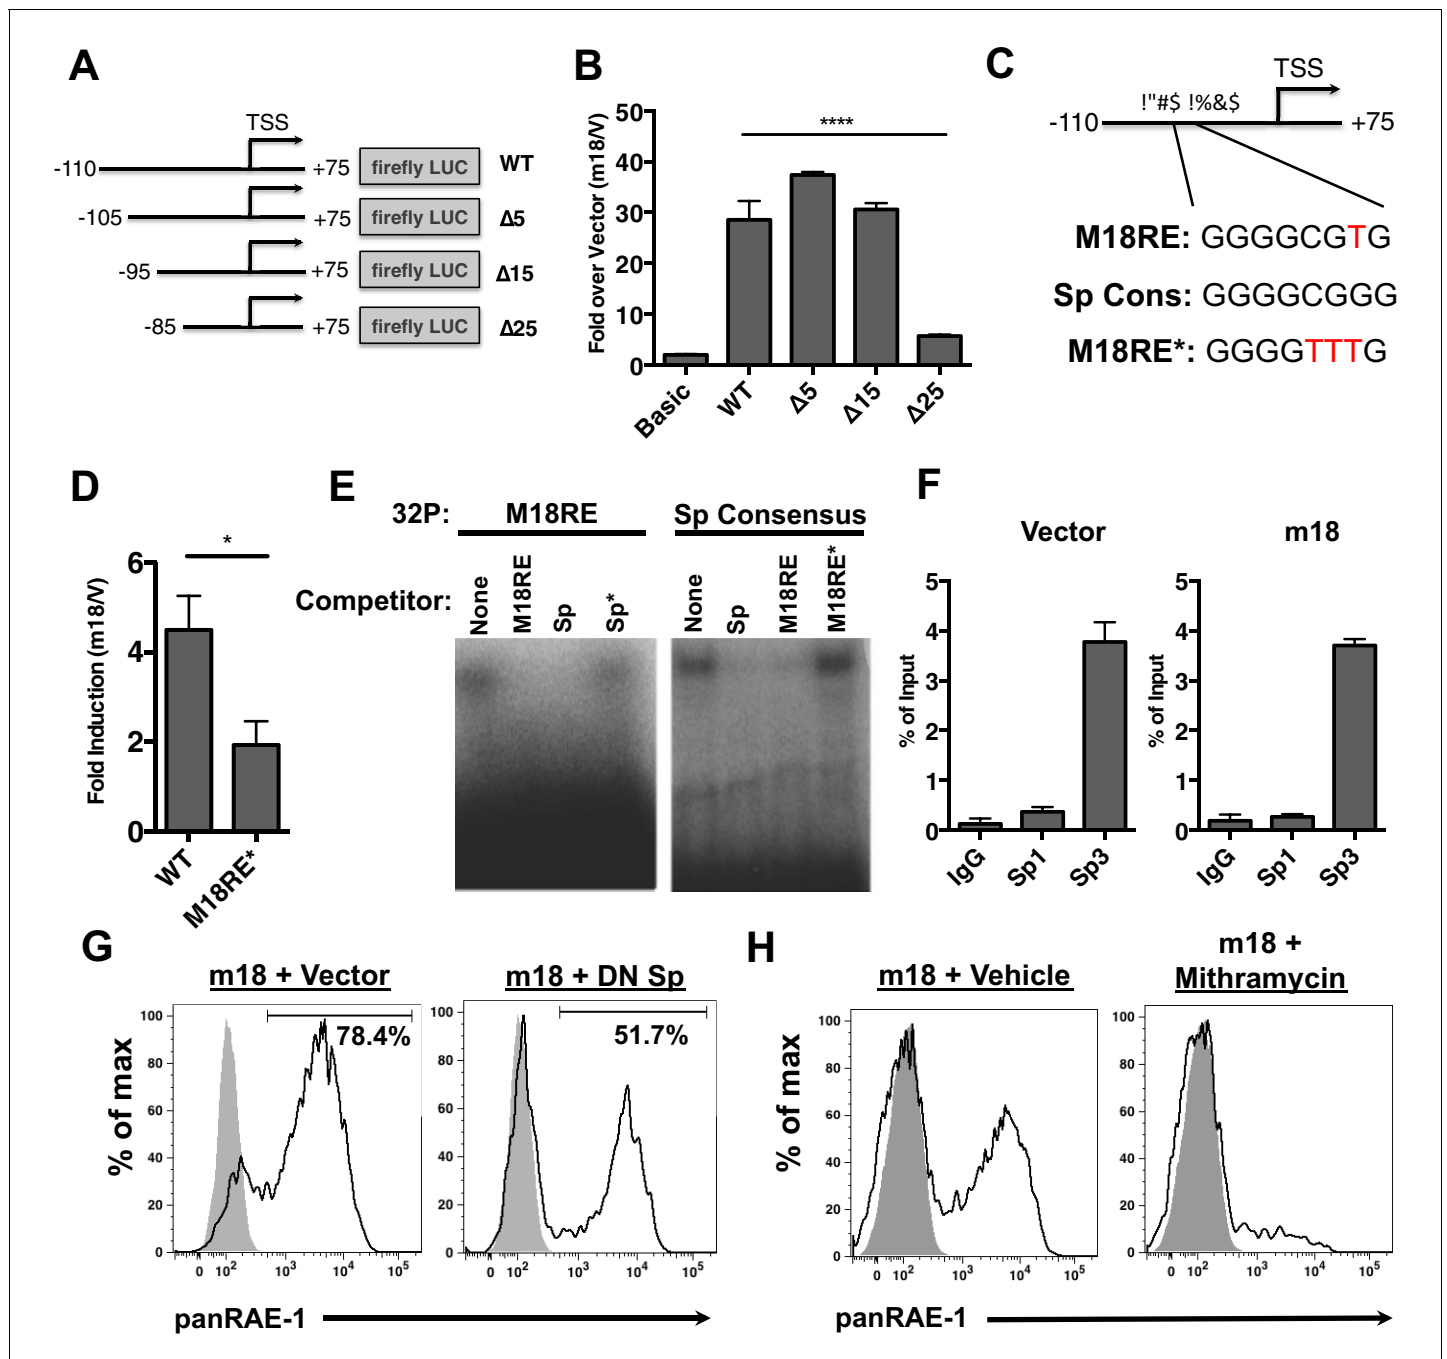 A
TSS
-110 +75 firefly LUC WT
-105 +75 firefly LUC Δ5
-95 +75 firefly LUC Δ15
-85 +75 firefly LUC Δ25
B
Fold over Vector (m18/V)
50
40
30
20
10
0
****
Basic WT Δ5 Δ15 Δ25
C
TSS
!"#$ !%&$
-110 +75
M18RE: GGGGCGTG
Sp Cons: GGGGCGGG
M18RE*: GGGGTTTG
D
Fold Induction (m18/V)
6
4
2
0
*
WT M18RE*
E
32P: M18RE Sp Consensus
Competitor: None M18RE Sp Sp* None Sp M18RE M18RE*
F
Vector
% of Input
5
4
3
2
1
0
IgG Sp1 Sp3
m18
% of Input
5
4
3
2
1
0
IgG Sp1 Sp3
G
m18 + Vector
% of max
100
80
60
40
20
0
78.4%
0 10² 10³ 10⁴ 10⁵
m18 + DN Sp
100
80
60
40
20
0
51.7%
0 10² 10³ 10⁴ 10⁵
panRAE-1
H
m18 + Vehicle
% of max
100
80
60
40
20
0
0 10² 10³ 10⁴ 10⁵
m18 +
Mithramycin
100
80
60
40
20
0
0 10² 10³ 10⁴ 10⁵
panRAE-1